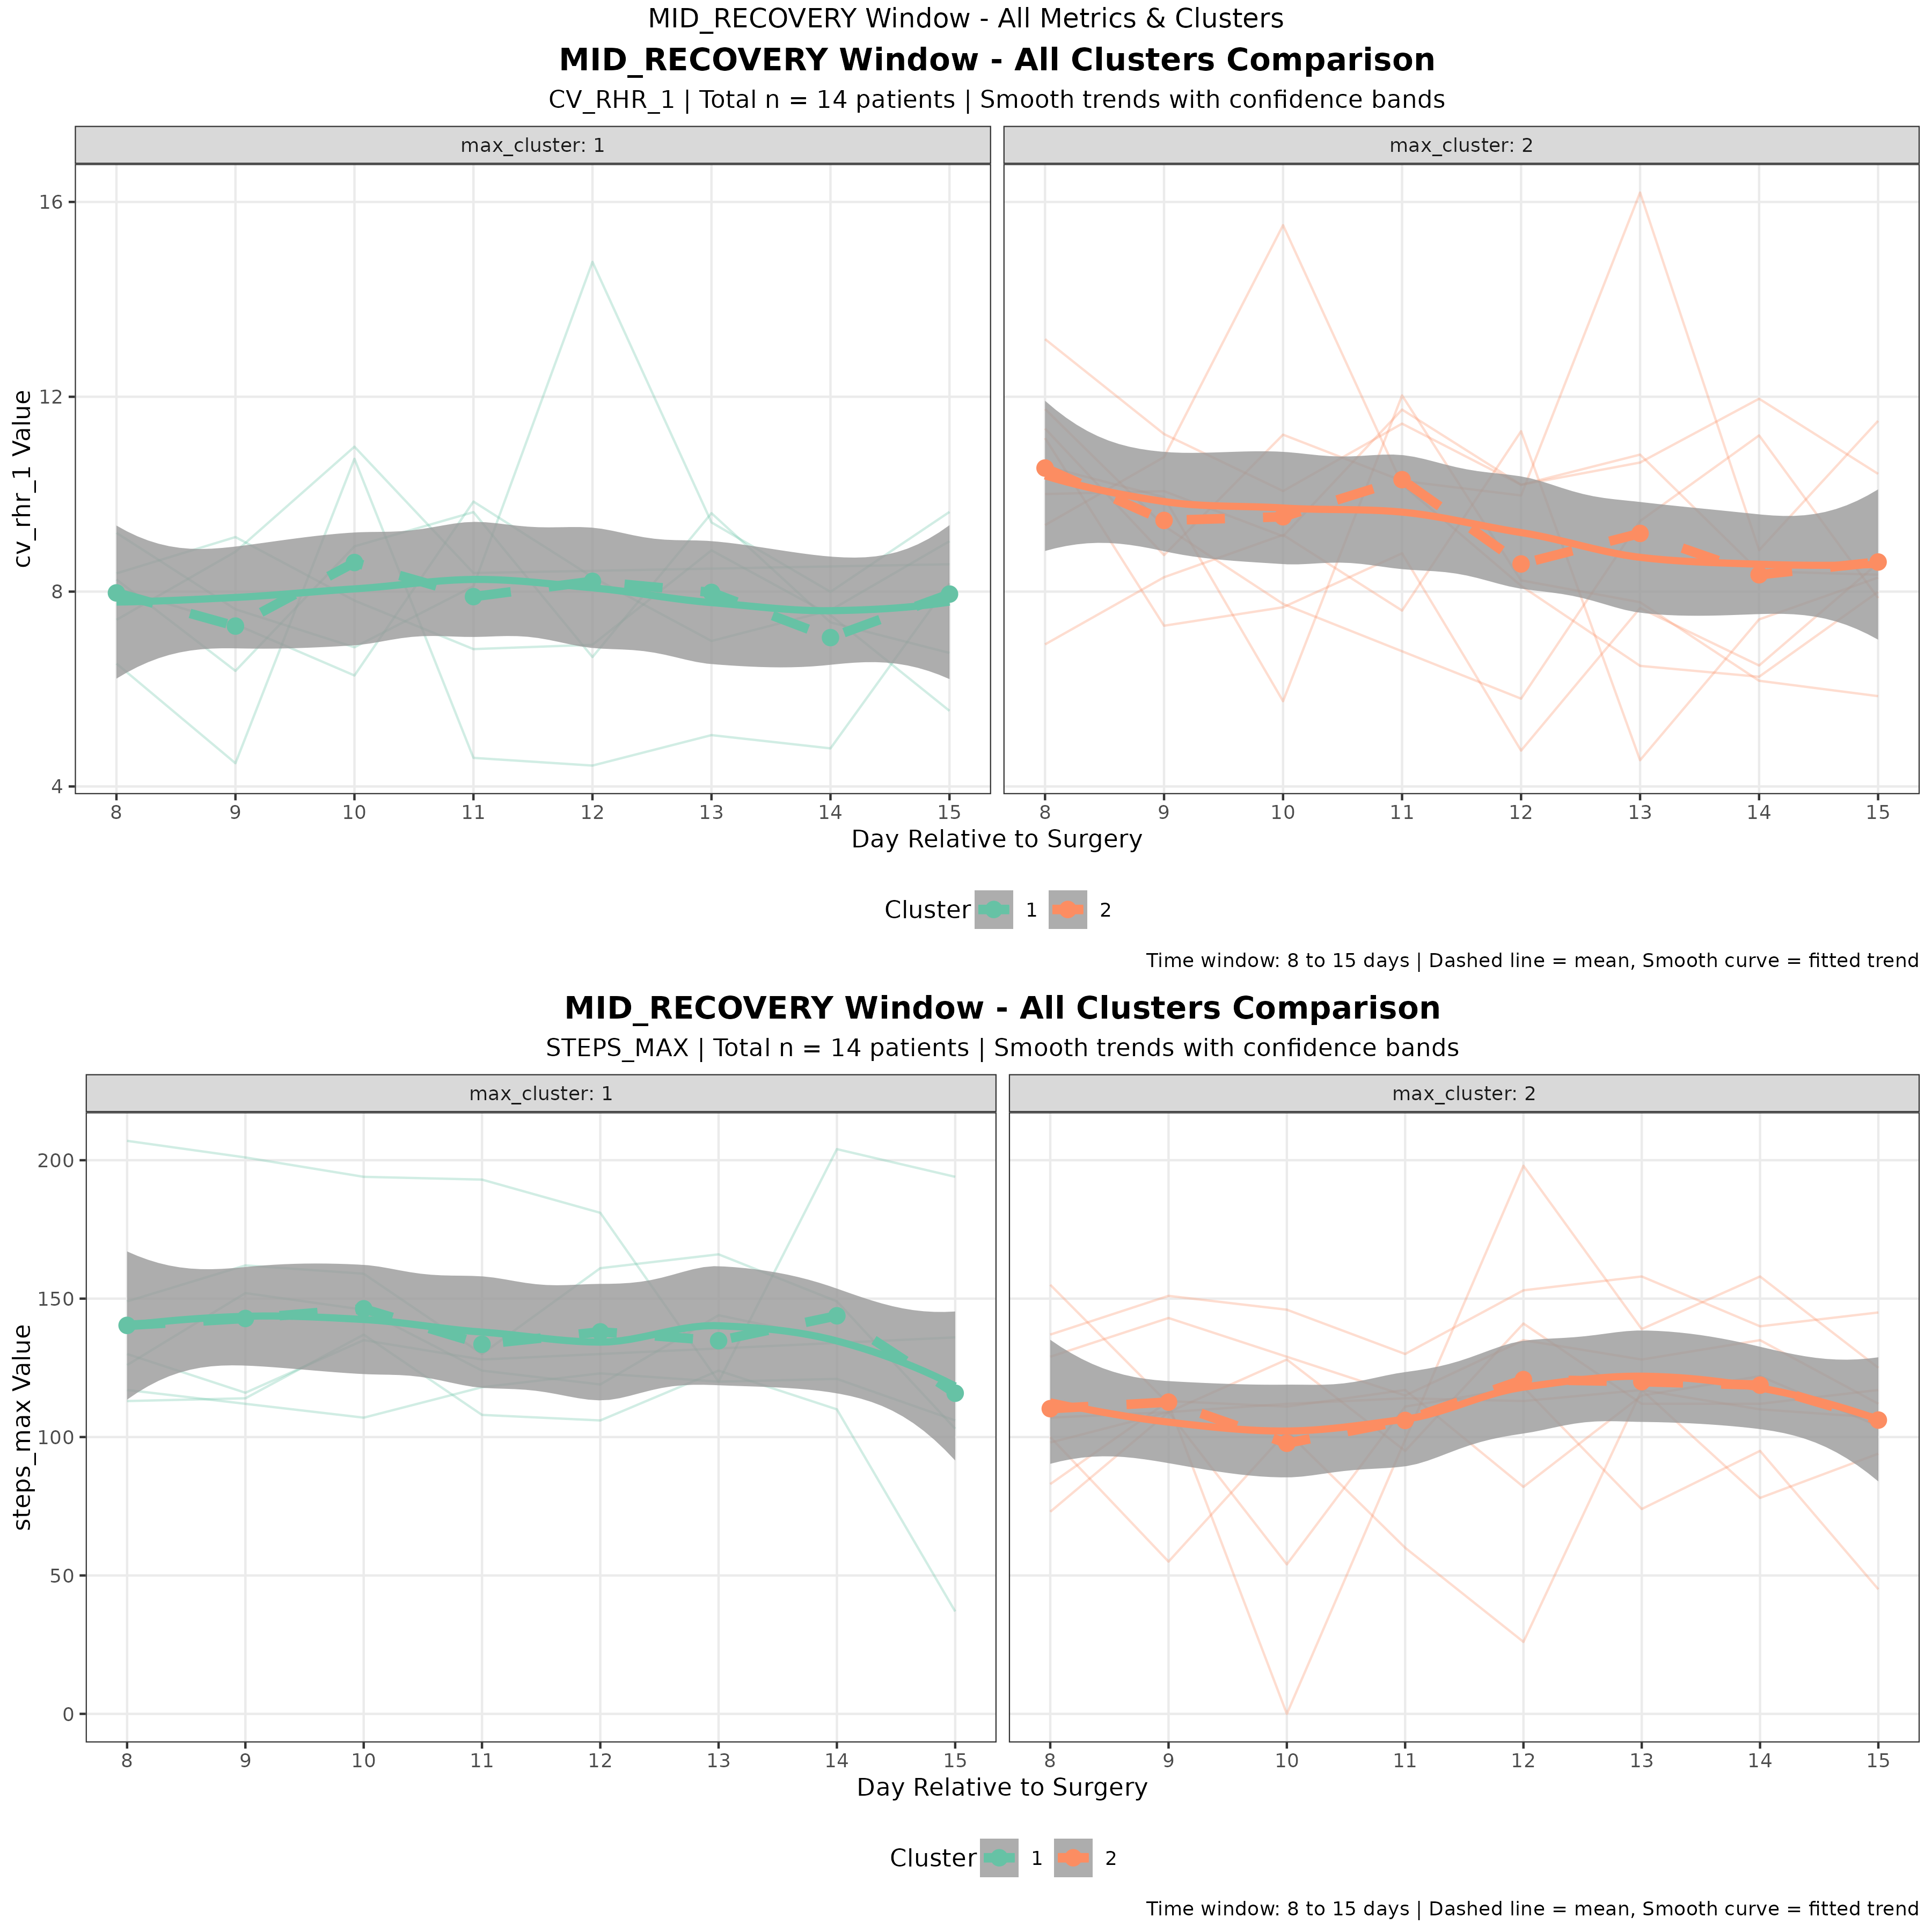 MID_RECOVERY Window - All Metrics & Clusters
MID_RECOVERY Window - All Clusters Comparison
CV_RHR_1 | Total n = 14 patients | Smooth trends with confidence bands
max_cluster: 1
max_cluster: 2
cv_rhr_1 Value
16
12
8
4
8 9 10 11 12 13 14 15
8 9 10 11 12 13 14 15
Day Relative to Surgery
Cluster 1 2
Time window: 8 to 15 days | Dashed line = mean, Smooth curve = fitted trend
MID_RECOVERY Window - All Clusters Comparison
STEPS_MAX | Total n = 14 patients | Smooth trends with confidence bands
max_cluster: 1
max_cluster: 2
steps_max Value
200
150
100
50
0
8 9 10 11 12 13 14 15
8 9 10 11 12 13 14 15
Day Relative to Surgery
Cluster 1 2
Time window: 8 to 15 days | Dashed line = mean, Smooth curve = fitted trend